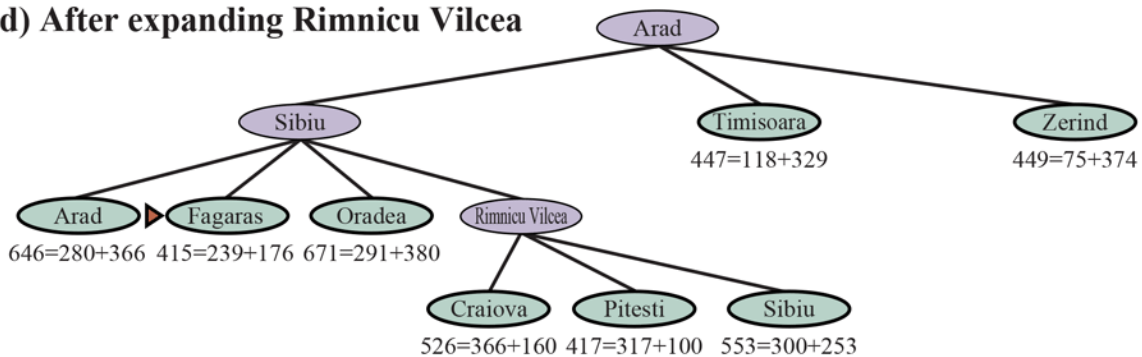 d) After expanding Rimnicu Vilcea
Arad
Sibiu
Timisoara
Zerind
447=118+329
449=75+374
Arad
Fagaras
Oradea
Rimnicu Vilcea
646=280+366
415=239+176
671=291+380
Craiova
Pitesti
Sibiu
526=366+160
417=317+100
553=300+253